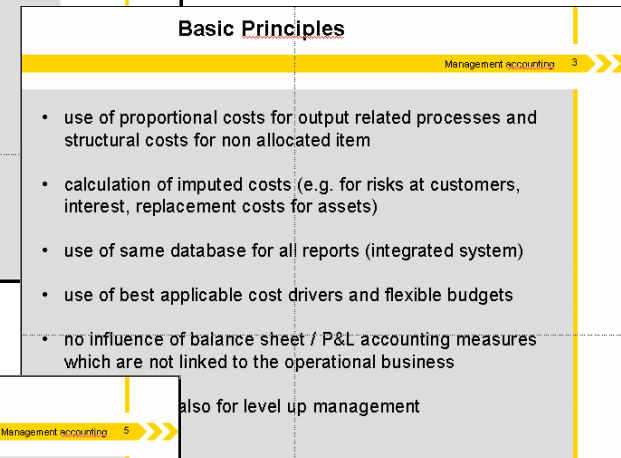 Basic Principles
Management accounting 3
• use of proportional costs for output related processes and
structural costs for non allocated item
• calculation of imputed costs (e.g. for risks at customers,
interest, replacement costs for assets)
• use of same database for all reports (integrated system)
• use of best applicable cost drivers and flexible budgets
• no influence of balance sheet / P&L accounting measures
which are not linked to the operational business
also for level up management
Management accounting 5